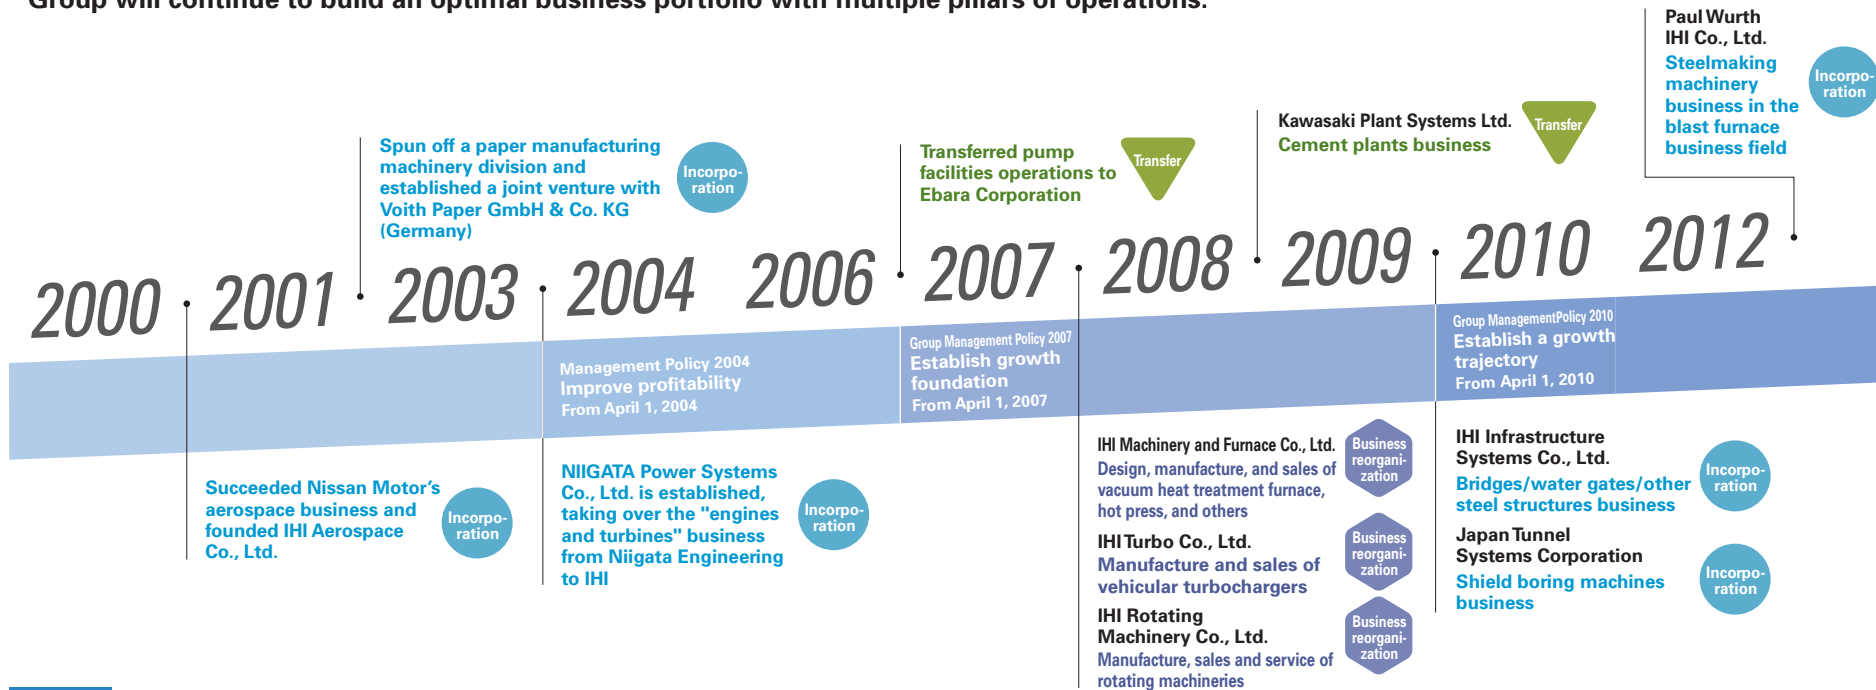 Group will continue to build an optimal business portfolio with multiple pillars of operations.
Paul Wurth
IHI Co., Ltd.
Steelmaking
machinery
business in the
blast furnace
business field
Incorpo-
ration
Kawasaki Plant Systems Ltd.
Cement plants business
Transfer
Spun off a paper manufacturing
machinery division and
established a joint venture with
Voith Paper GmbH & Co. KG
(Germany)
Incorpo-
ration
Transferred pump
facilities operations to
Ebara Corporation
Transfer
2000
2001
2003
2004
2006
2007
2008
2009
2010
2012
Management Policy 2004
Improve profitability
From April 1, 2004
Group Management Policy 2007
Establish growth
foundation
From April 1, 2007
Group ManagementPolicy 2010
Establish a growth
trajectory
From April 1, 2010
Succeeded Nissan Motor's
aerospace business and
founded IHI Aerospace
Co., Ltd.
Incorpo-
ration
NIIGATA Power Systems
Co., Ltd. is established,
taking over the "engines
and turbines" business
from Niigata Engineering
to IHI
Incorpo-
ration
IHI Machinery and Furnace Co., Ltd.
Design, manufacture, and sales of
vacuum heat treatment furnace,
hot press, and others
Business
reorgani-
zation
IHI Turbo Co., Ltd.
Manufacture and sales of
vehicular turbochargers
Business
reorgani-
zation
IHI Rotating
Machinery Co., Ltd.
Manufacture, sales and service of
rotating machineries
Business
reorgani-
zation
IHI Infrastructure
Systems Co., Ltd.
Bridges/water gates/other
steel structures business
Incorpo-
ration
Japan Tunnel
Systems Corporation
Shield boring machines
business
Incorpo-
ration